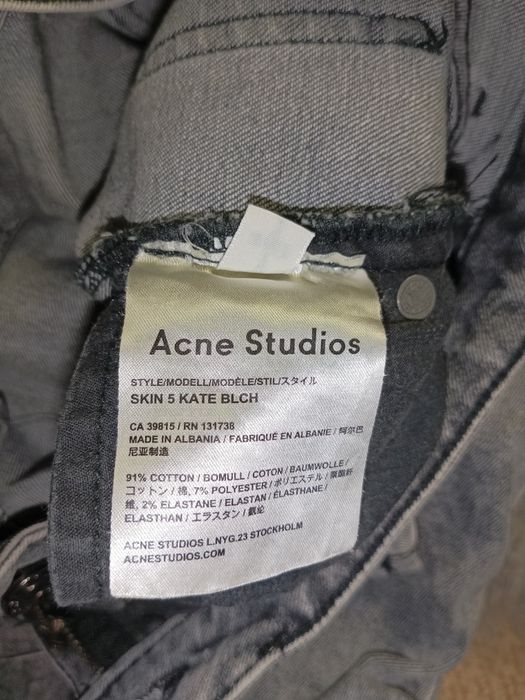 Acne Studios
STYLE/MODELL/MODÈLE/STIL/スタイル
SKIN 5 KATE BLCH
CA 39815 / RN 131738
MADE IN ALBANIA / FABRIQUÉ EN ALBANIE / 阿尔巴
尼亚制造
91% COTTON / BOMULL / COTON / BAUMWOLLE /
コットン / 棉, 7% POLYESTER / ポリエステル / 聚酯纤
维, 2% ELASTANE / ELASTAN / ÉLASTHANE /
ELASTHAN / エラスタン / 氨纶
ACNE STUDIOS L.NYG.23 STOCKHOLM
ACNESTUDIOS.COM